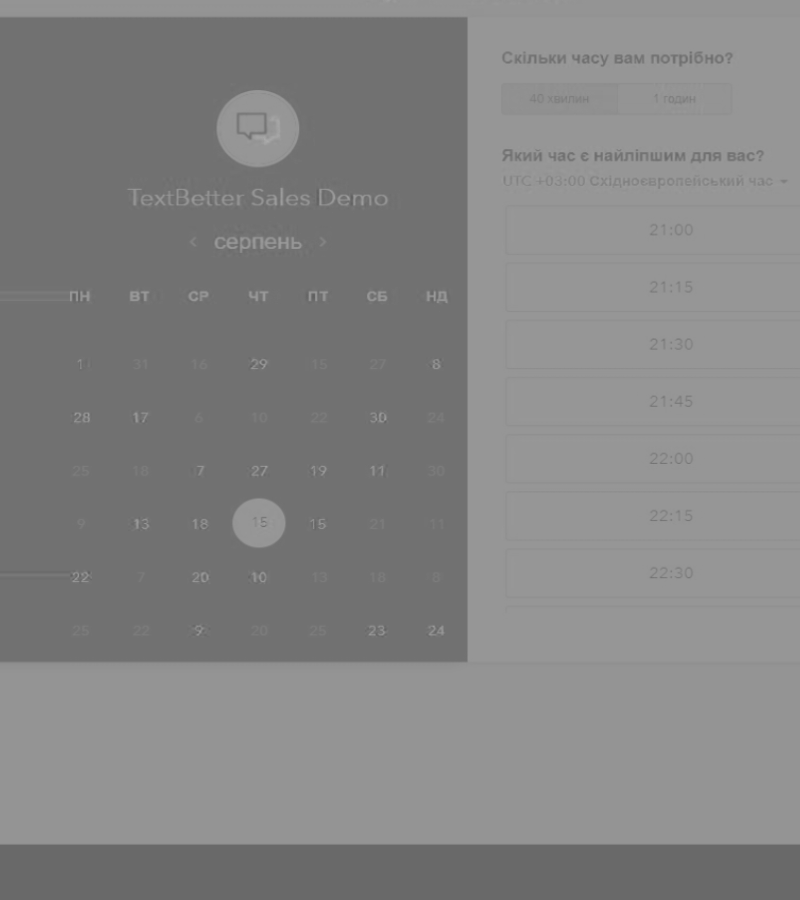 TextBetter Sales Demo
‹ серпень ›
ПН ВТ СР ЧТ ПТ СБ НД
1 31 16 29 15 27 8
28 17 6 10 22 30 24
25 18 7 27 19 11 30
9 13 18 15 15 21 11
22 7 20 10 13 18 8
25 22 9 20 25 23 24
Скільки часу вам потрібно?
40 хвилин 1 годин
Який час є найліпшим для вас?
UTC +03:00 Східноєвропейський час
21:00
21:15
21:30
21:45
22:00
22:15
22:30